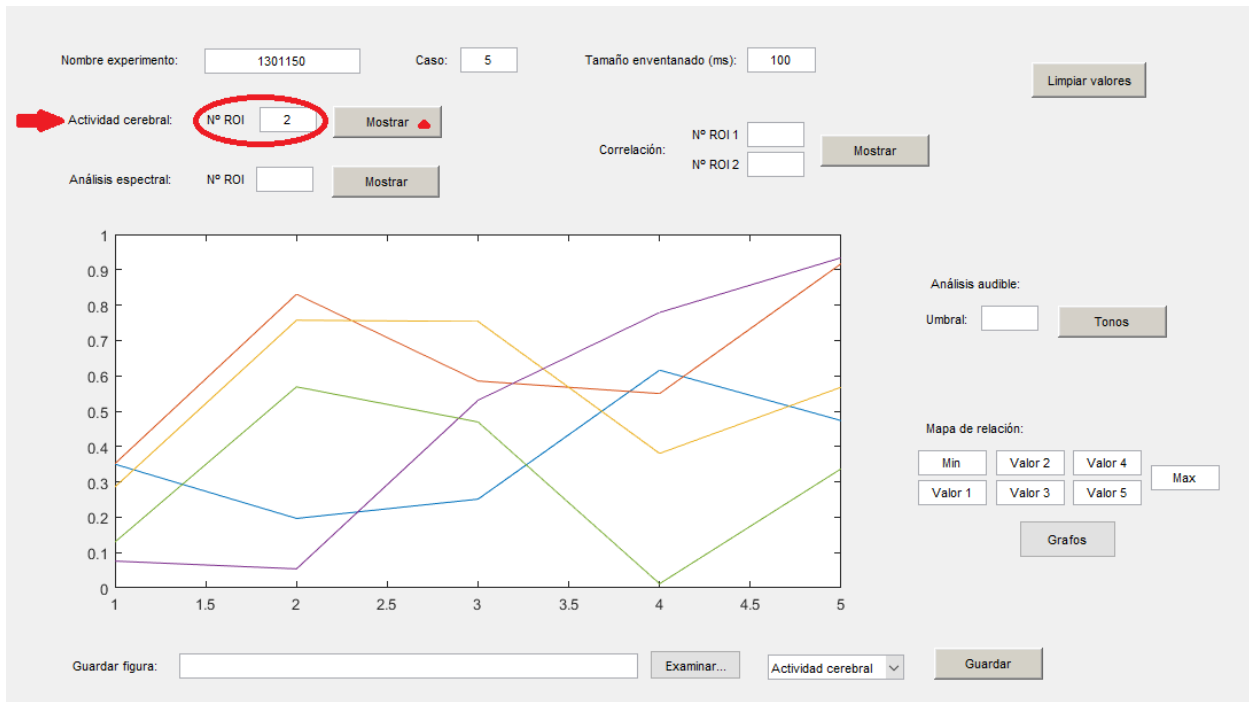 Nombre experimento: 1301150 Caso: 5 Tamaño enventanado (ms): 100
Limpiar valores
Actividad cerebral: Nº ROI 2 Mostrar
Correlación: Nº ROI 1
Nº ROI 2 Mostrar
Análisis espectral: Nº ROI Mostrar
1
0.9
0.8
0.7
0.6
0.5
0.4
0.3
0.2
0.1
0
1 1.5 2 2.5 3 3.5 4 4.5 5
Análisis audible:
Umbral: Tonos
Mapa de relación:
Min Valor 2 Valor 4
Max
Valor 1 Valor 3 Valor 5
Grafos
Guardar figura: Examinar... Actividad cerebral Guardar